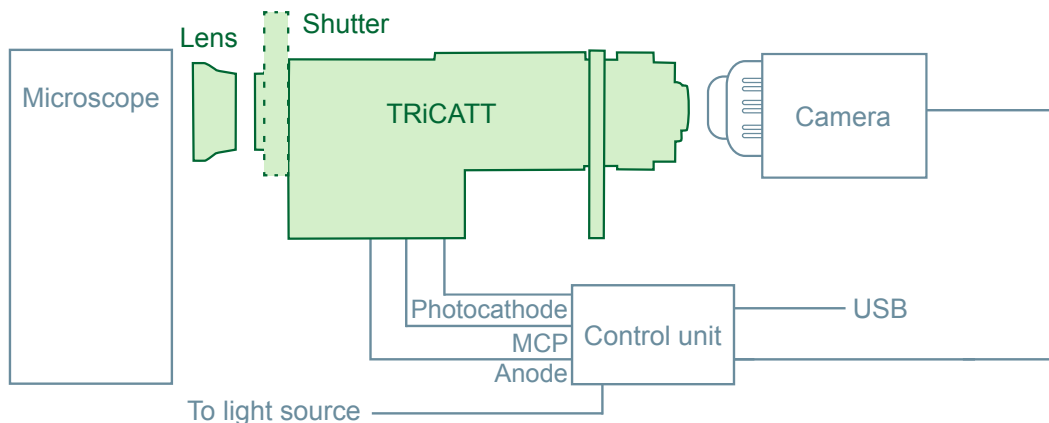 Lens
Shutter
Microscope
TRiCATT
Camera
Photocathode
MCP
Anode
Control unit
USB
To light source